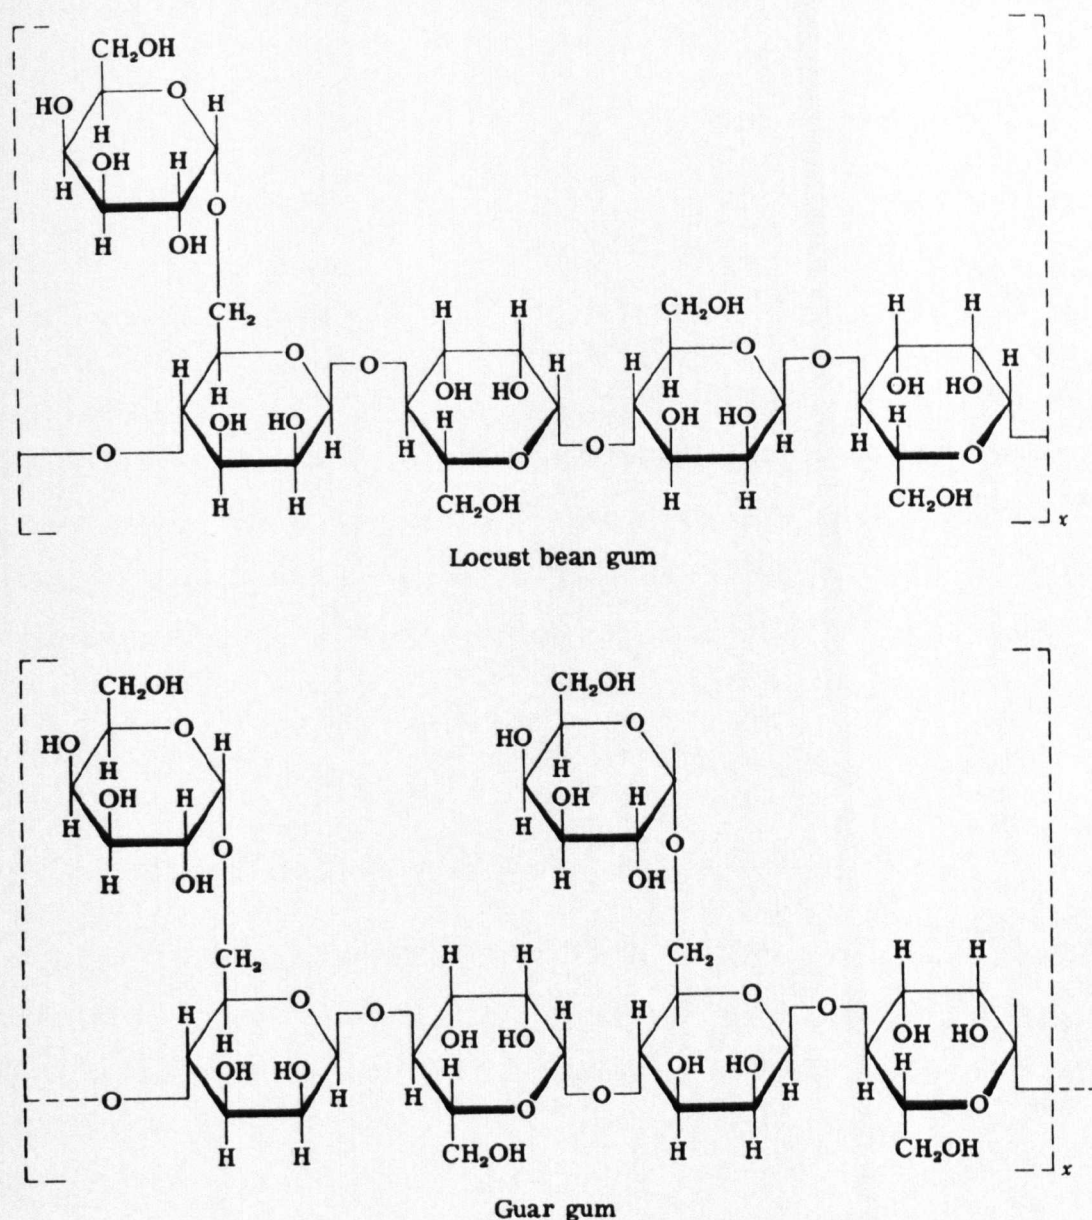 CH₂OH
O
HO H
H
OH H
H O
H OH
CH₂ H H CH₂OH H H
H O O H H O O H
H OH HO H H
OH HO H OH HO H OH HO
O H H O O H H O
H H CH₂OH H H CH₂OH
x
Locust bean gum
CH₂OH CH₂OH
O O
HO H HO
H H
OH H OH H
H O H O
H OH H OH
CH₂ H H CH₂ H H
H O O H H O O
H OH HO OH HO
OH HO H H OH HO H H
O H O O H O
H H CH₂OH H H CH₂OH
x
Guar gum